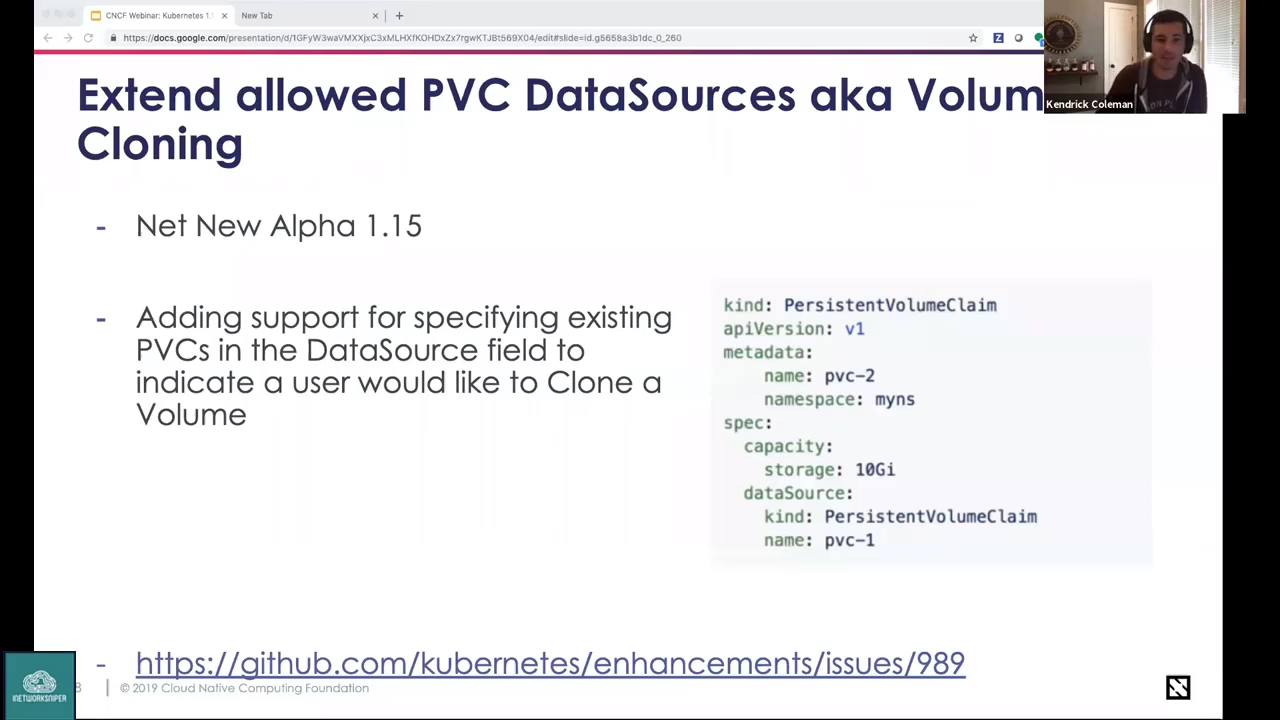 CNCF Webinar: Kubernetes 1.1
New Tab
https://docs.google.com/presentation/d/1GFyW3waVMXXjxC3xMLHXfKOHDxZx7rgwKTJBt569X04/edit#slide=id.g5658a3b1dc_0_260
Extend allowed PVC DataSources aka Volum
Cloning
Kendrick Coleman
- Net New Alpha 1.15
- Adding support for specifying existing
PVCs in the DataSource field to
indicate a user would like to Clone a
Volume
kind: PersistentVolumeClaim
apiVersion: v1
metadata:
name: pvc-2
namespace: myns
spec:
capacity:
storage: 10Gi
dataSource:
kind: PersistentVolumeClaim
name: pvc-1
- https://github.com/kubernetes/enhancements/issues/989
8 | © 2019 Cloud Native Computing Foundation
INETWORKSNIPER